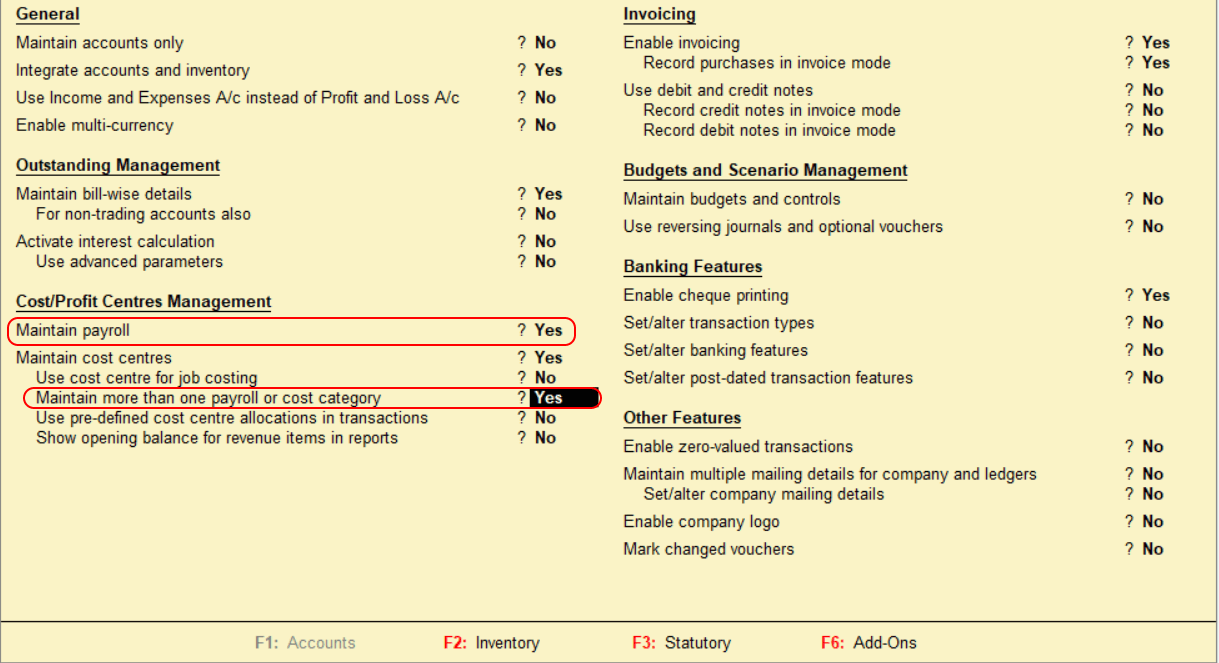 General
Maintain accounts only ? No
Integrate accounts and inventory ? Yes
Use Income and Expenses A/c instead of Profit and Loss A/c ? No
Enable multi-currency ? No
Outstanding Management
Maintain bill-wise details ? Yes
For non-trading accounts also ? No
Activate interest calculation ? No
Use advanced parameters ? No
Cost/Profit Centres Management
Maintain payroll ? Yes
Maintain cost centres ? Yes
Use cost centre for job costing ? No
Maintain more than one payroll or cost category ? Yes
Use pre-defined cost centre allocations in transactions ? No
Show opening balance for revenue items in reports ? No
Invoicing
Enable invoicing ? Yes
Record purchases in invoice mode ? Yes
Use debit and credit notes ? No
Record credit notes in invoice mode ? No
Record debit notes in invoice mode ? No
Budgets and Scenario Management
Maintain budgets and controls ? No
Use reversing journals and optional vouchers ? No
Banking Features
Enable cheque printing ? Yes
Set/alter transaction types ? No
Set/alter banking features ? No
Set/alter post-dated transaction features ? No
Other Features
Enable zero-valued transactions ? No
Maintain multiple mailing details for company and ledgers ? No
Set/alter company mailing details ? No
Enable company logo ? No
Mark changed vouchers ? No
F1: Accounts F2: Inventory F3: Statutory F6: Add-Ons